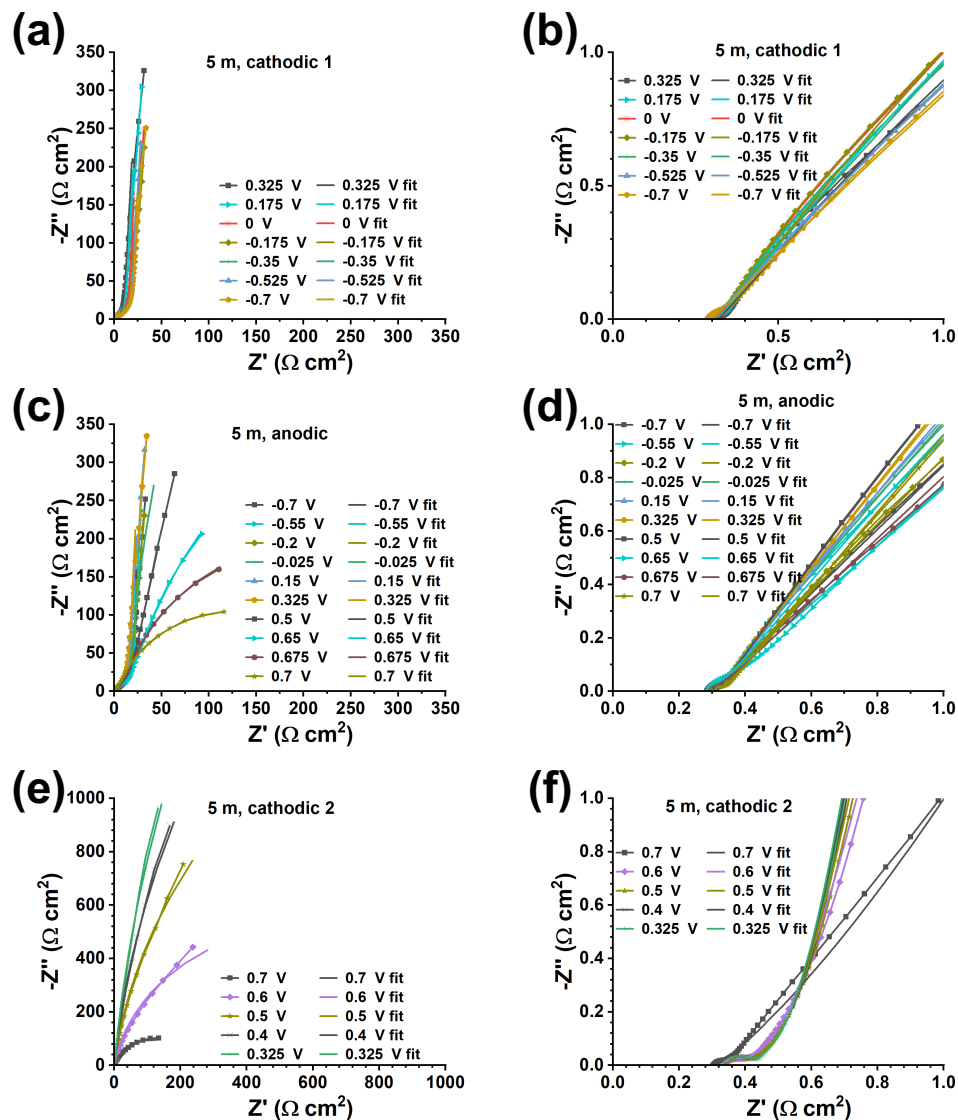 (a)
5 m, cathodic 1
350
300
250
200
150
100
50
0
-Z'' (Ω cm²)
0.325 V 0.325 V fit
0.175 V 0.175 V fit
0 V 0 V fit
-0.175 V -0.175 V fit
-0.35 V -0.35 V fit
-0.525 V -0.525 V fit
-0.7 V -0.7 V fit
0 50 100 150 200 250 300 350
Z' (Ω cm²)
(b)
5 m, cathodic 1
1.0
0.5
0.0
-Z'' (Ω cm²)
0.325 V 0.325 V fit
0.175 V 0.175 V fit
0 V 0 V fit
-0.175 V -0.175 V fit
-0.35 V -0.35 V fit
-0.525 V -0.525 V fit
-0.7 V -0.7 V fit
0.0 0.5 1.0
Z' (Ω cm²)
(c)
5 m, anodic
350
300
250
200
150
100
50
0
-Z'' (Ω cm²)
-0.7 V -0.7 V fit
-0.55 V -0.55 V fit
-0.2 V -0.2 V fit
-0.025 V -0.025 V fit
0.15 V 0.15 V fit
0.325 V 0.325 V fit
0.5 V 0.5 V fit
0.65 V 0.65 V fit
0.675 V 0.675 V fit
0.7 V 0.7 V fit
0 50 100 150 200 250 300 350
Z' (Ω cm²)
(d)
5 m, anodic
1.0
0.8
0.6
0.4
0.2
0.0
-Z'' (Ω cm²)
-0.7 V -0.7 V fit
-0.55 V -0.55 V fit
-0.2 V -0.2 V fit
-0.025 V -0.025 V fit
0.15 V 0.15 V fit
0.325 V 0.325 V fit
0.5 V 0.5 V fit
0.65 V 0.65 V fit
0.675 V 0.675 V fit
0.7 V 0.7 V fit
0.0 0.2 0.4 0.6 0.8 1.0
Z' (Ω cm²)
(e)
5 m, cathodic 2
1000
800
600
400
200
0
-Z'' (Ω cm²)
0.7 V 0.7 V fit
0.6 V 0.6 V fit
0.5 V 0.5 V fit
0.4 V 0.4 V fit
0.325 V 0.325 V fit
0 200 400 600 800 1000
Z' (Ω cm²)
(f)
5 m, cathodic 2
1.0
0.8
0.6
0.4
0.2
0.0
-Z'' (Ω cm²)
0.7 V 0.7 V fit
0.6 V 0.6 V fit
0.5 V 0.5 V fit
0.4 V 0.4 V fit
0.325 V 0.325 V fit
0.0 0.2 0.4 0.6 0.8 1.0
Z' (Ω cm²)